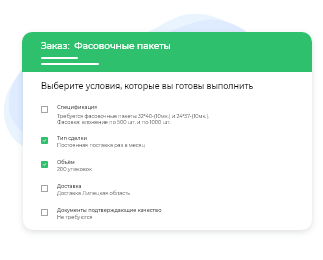 Заказ: Фасовочные пакеты
Выберите условия, которые вы готовы выполнить
Спецификация
Требуются фасовочные пакеты 22*40-(10мк.) и 24*37-(10мк.).
Фасовка: вложение по 500 шт. и по 1000 шт.
Тип сделки
Постоянная поставка раз в месяц
Объём
200 упаковок
Доставка
Доставка Липецкая область
Документы подтверждающие качество
Не требуются